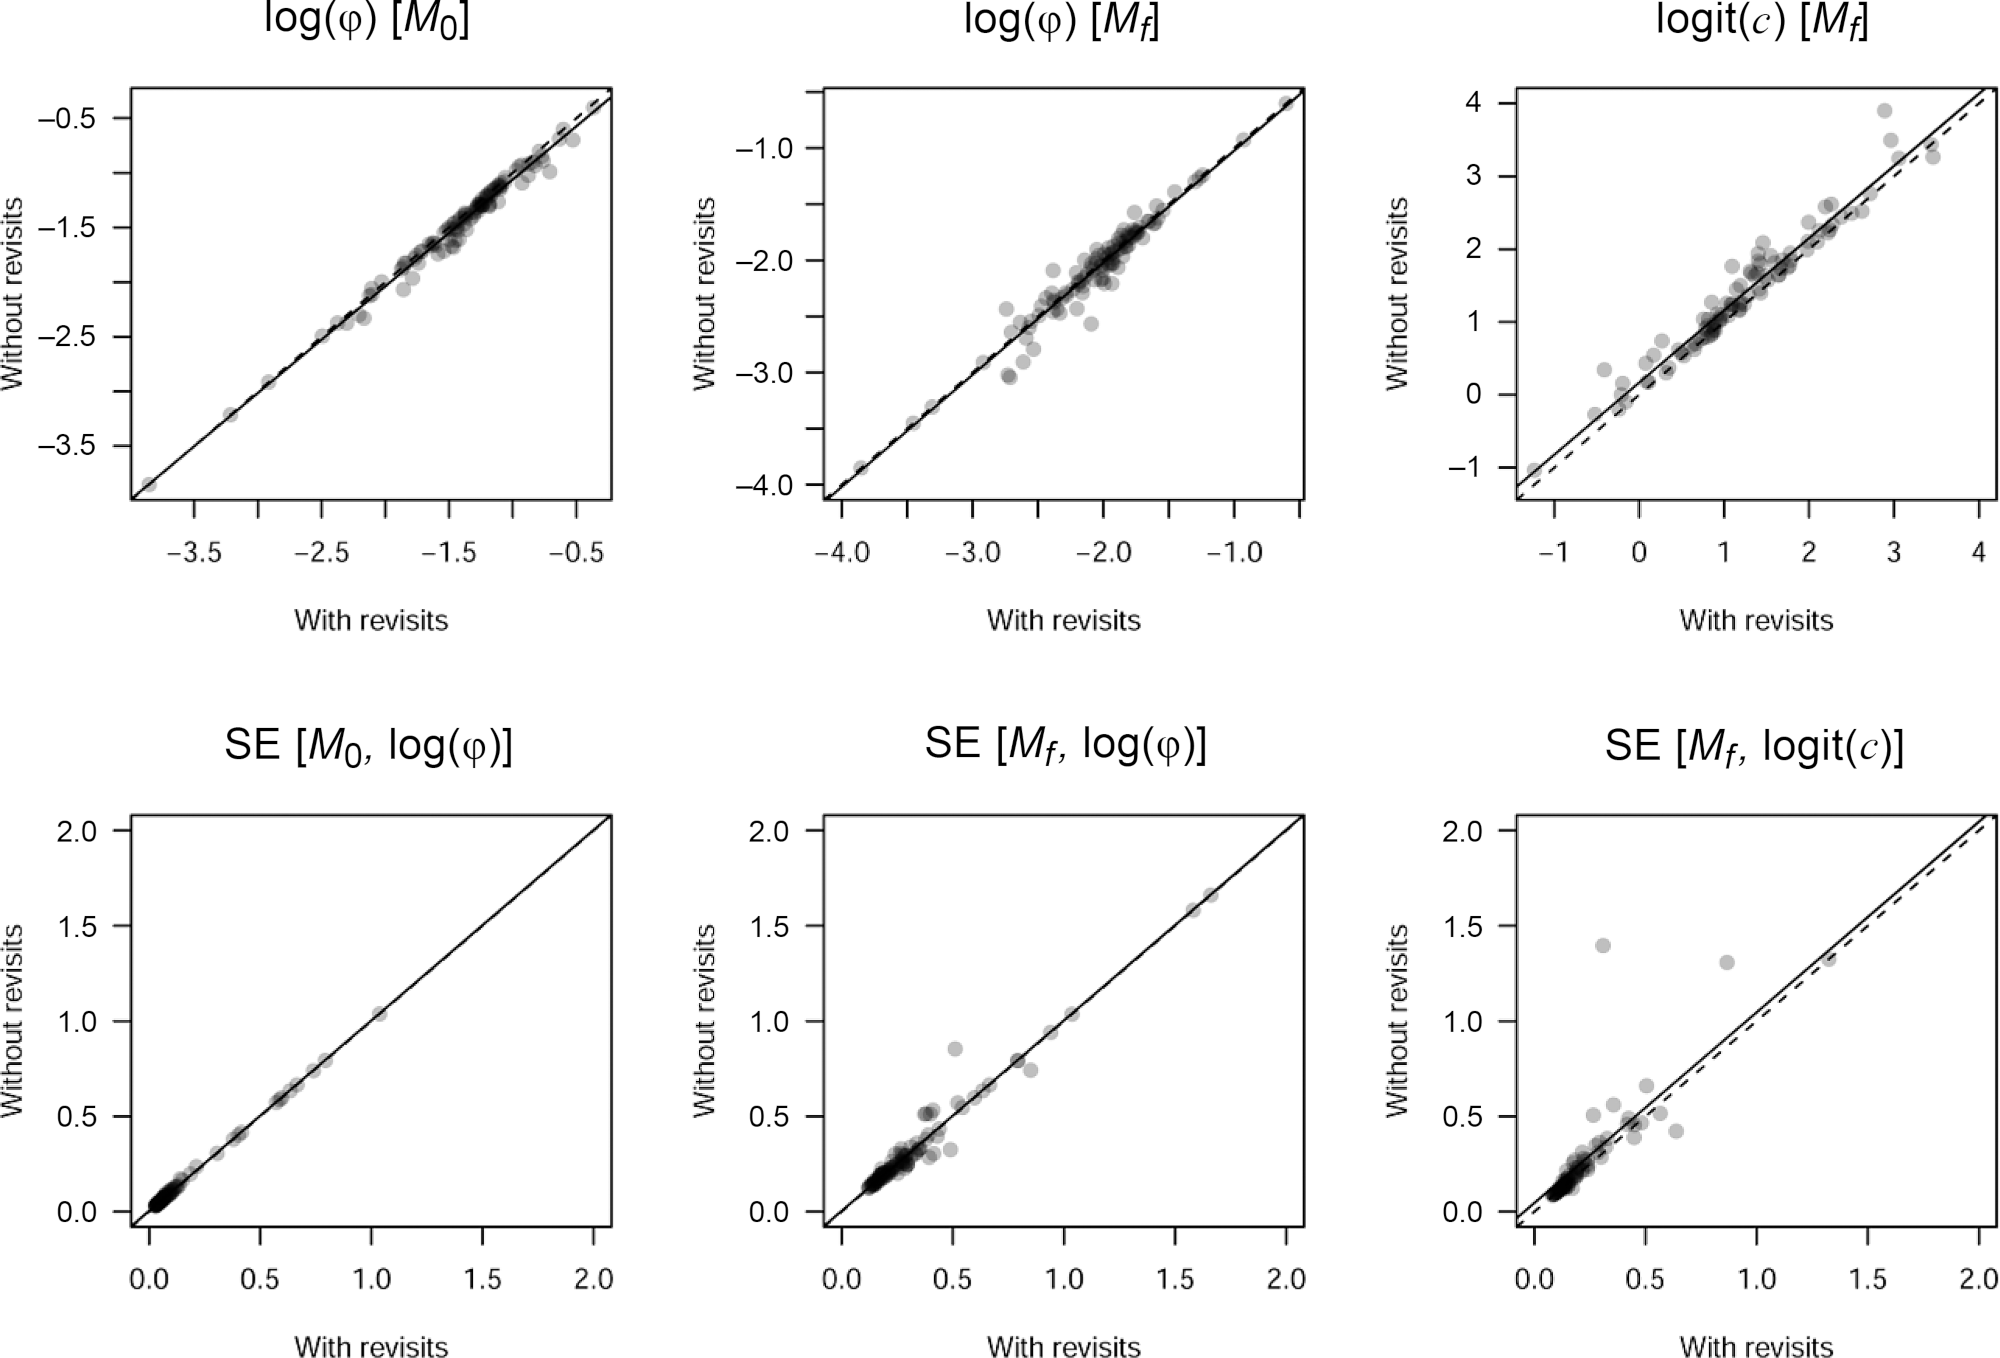 log(φ) [M0]
log(φ) [Mf]
logit(c) [Mf]
Without revisits
−0.5
−1.5
−2.5
−3.5
−3.5 −2.5 −1.5 −0.5
With revisits
Without revisits
−1.0
−2.0
−3.0
−4.0
−4.0 −3.0 −2.0 −1.0
With revisits
Without revisits
4
3
2
1
0
−1
−1 0 1 2 3 4
With revisits
SE [M0, log(φ)]
SE [Mf, log(φ)]
SE [Mf, logit(c)]
Without revisits
2.0
1.5
1.0
0.5
0.0
0.0 0.5 1.0 1.5 2.0
With revisits
Without revisits
2.0
1.5
1.0
0.5
0.0
0.0 0.5 1.0 1.5 2.0
With revisits
Without revisits
2.0
1.5
1.0
0.5
0.0
0.0 0.5 1.0 1.5 2.0
With revisits